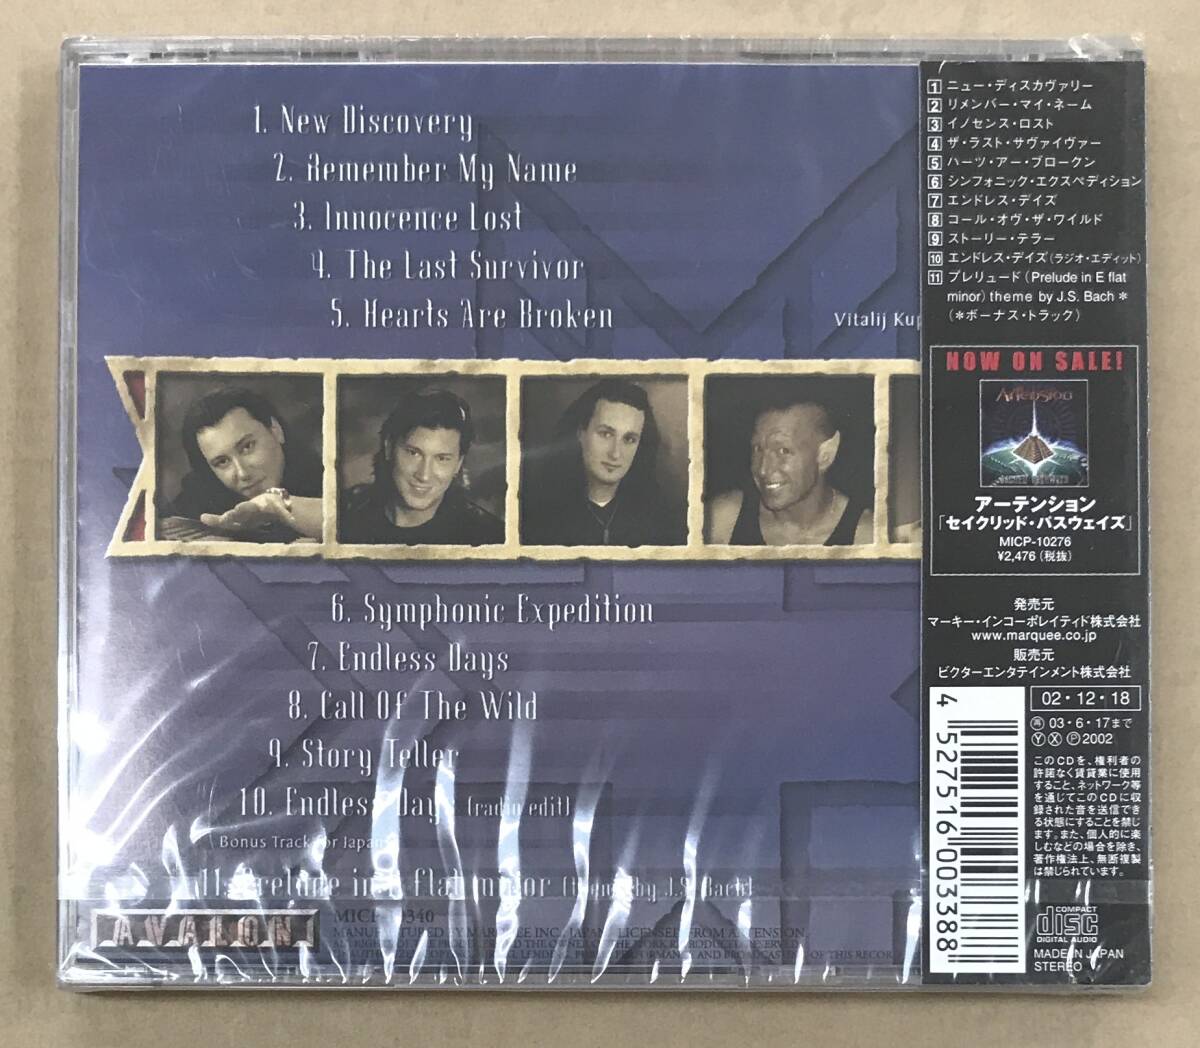 1. New Discovery
2. Remember My Name
3. Innocence Lost
4. The Last Survivor
5. Hearts Are Broken
Vitalij Kup
6. Symphonic Expedition
7. Endless Days
8. Call Of The Wild
9. Story Teller
10. Endless Days (radio edit)
Bonus Track for Japan
11. Prelude in E flat minor (theme by J.S. Bach)
AVALON
MANUFACTURED BY MARQUEE INC., JAPAN. LICENSED FROM ARTENSION.
1 ニュー・ディスカヴァリー
2 リメンバー・マイ・ネーム
3 イノセンス・ロスト
4 ザ・ラスト・サヴァイヴァー
5 ハーツ・アー・ブロークン
6 シンフォニック・エクスペディション
7 エンドレス・デイズ
8 コール・オヴ・ザ・ワイルド
9 ストーリー・テラー
10 エンドレス・デイズ(ラジオ・エディット)
11 プレリュード(Prelude in E flat
minor) theme by J.S. Bach *
(*ボーナス・トラック)
NOW ON SALE!
Artension
アーテンション
「セイクリッド・パスウェイズ」
MICP-10276
¥2,476(税抜)
発売元
マーキー・インコーポレイティド株式会社
www.marquee.co.jp
販売元
ビクターエンタテインメント株式会社
02・12・18
再 03・6・17まで
Ⓨ Ⓧ Ⓟ2002
このCDを、権利者の
許諾なく賃貸業に使用
すること、ネットワーク等
を通じてこのCDに収
録された音を送信でき
る状態にすることを禁じ
ます。また、個人的に楽
しむなどの場合を除き、
著作権法上、無断複製
は禁じられています。
4 527516 003388
COMPACT
disc
DIGITAL AUDIO
MADE IN JAPAN
STEREO